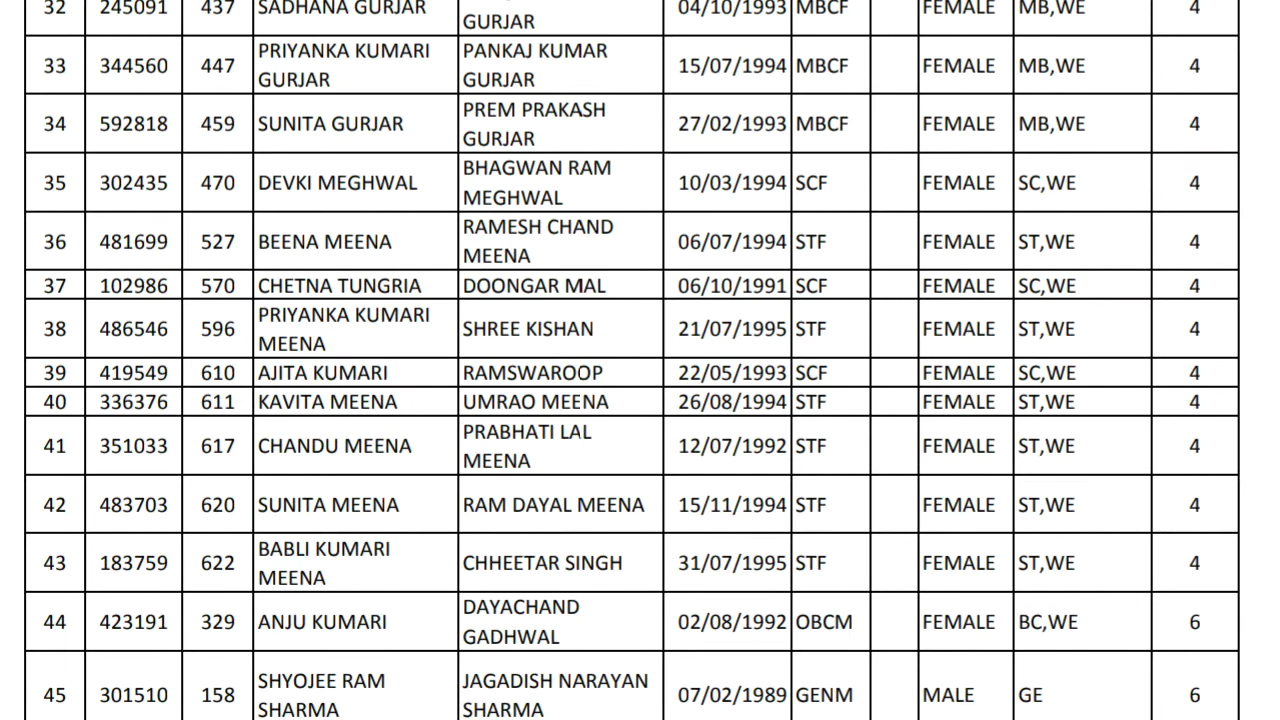 32 245091 437 SADHANA GURJAR GURJAR 04/10/1993 MBCF FEMALE MB,WE 4
33 344560 447 PRIYANKA KUMARI GURJAR PANKAJ KUMAR GURJAR 15/07/1994 MBCF FEMALE MB,WE 4
34 592818 459 SUNITA GURJAR PREM PRAKASH GURJAR 27/02/1993 MBCF FEMALE MB,WE 4
35 302435 470 DEVKI MEGHWAL BHAGWAN RAM MEGHWAL 10/03/1994 SCF FEMALE SC,WE 4
36 481699 527 BEENA MEENA RAMESH CHAND MEENA 06/07/1994 STF FEMALE ST,WE 4
37 102986 570 CHETNA TUNGRIA DOONGAR MAL 06/10/1991 SCF FEMALE SC,WE 4
38 486546 596 PRIYANKA KUMARI MEENA SHREE KISHAN 21/07/1995 STF FEMALE ST,WE 4
39 419549 610 AJITA KUMARI RAMSWAROOP 22/05/1993 SCF FEMALE SC,WE 4
40 336376 611 KAVITA MEENA UMRAO MEENA 26/08/1994 STF FEMALE ST,WE 4
41 351033 617 CHANDU MEENA PRABHATI LAL MEENA 12/07/1992 STF FEMALE ST,WE 4
42 483703 620 SUNITA MEENA RAM DAYAL MEENA 15/11/1994 STF FEMALE ST,WE 4
43 183759 622 BABLI KUMARI MEENA CHHEETAR SINGH 31/07/1995 STF FEMALE ST,WE 4
44 423191 329 ANJU KUMARI DAYACHAND GADHWAL 02/08/1992 OBCM FEMALE BC,WE 6
45 301510 158 SHYOJEE RAM SHARMA JAGADISH NARAYAN SHARMA 07/02/1989 GENM MALE GE 6